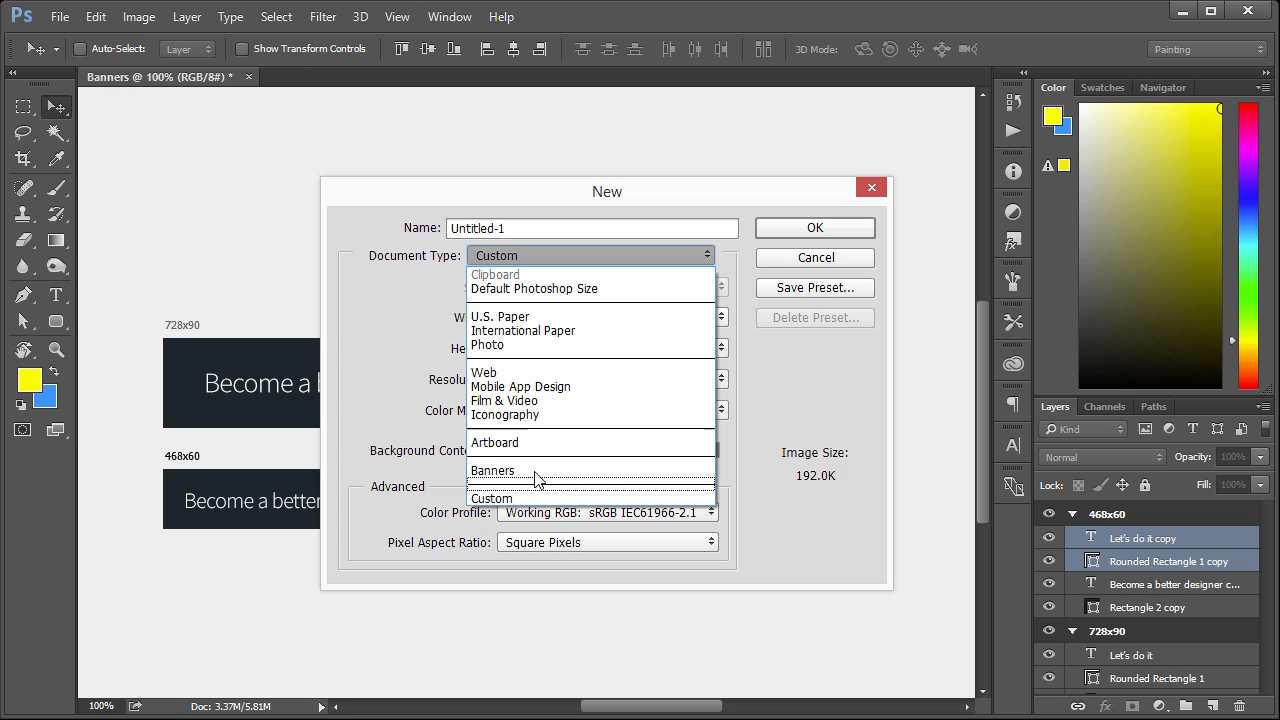 Ps File Edit Image Layer Type Select Filter 3D View Window Help
Auto-Select: Layer Show Transform Controls 3D Mode: Painting
Banners @ 100% (RGB/8#) * ×
Color Swatches Navigator
New
Name: Untitled-1 OK
Document Type: Custom Cancel
Clipboard
Default Photoshop Size Save Preset...
U.S. Paper Delete Preset...
International Paper
Photo
Web
Mobile App Design
Film & Video
Iconography
Artboard
Banners
Custom
W
He
Resolu
Color M
Background Conte
Image Size:
192.0K
Advanced
Color Profile: Working RGB: sRGB IEC61966-2.1
Pixel Aspect Ratio: Square Pixels
728x90
Become a b
468x60
Become a better
Layers Channels Paths
Kind
Normal Opacity: 100%
Lock: Fill: 100%
468x60
Let's do it copy
Rounded Rectangle 1 copy
Become a better designer c...
Rectangle 2 copy
728x90
Let's do it
Rounded Rectangle 1
100% Doc: 3.37M/5.81M